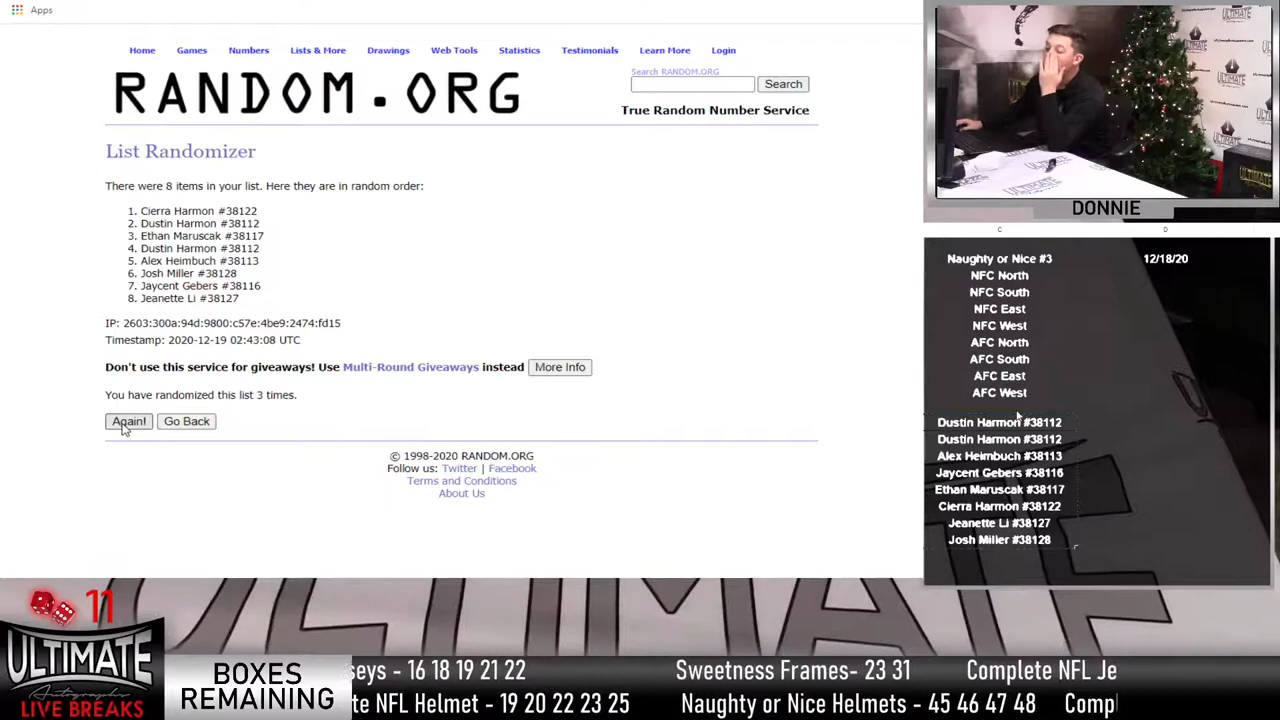 Apps
Home Games Numbers Lists & More Drawings Web Tools Statistics Testimonials Learn More Login
RANDOM.ORG
Search RANDOM.ORG
Search
True Random Number Service
List Randomizer
There were 8 items in your list. Here they are in random order:
1. Cierra Harmon #38122
2. Dustin Harmon #38112
3. Ethan Maruscak #38117
4. Dustin Harmon #38112
5. Alex Heimbuch #38113
6. Josh Miller #38128
7. Jaycent Gebers #38116
8. Jeanette Li #38127
IP: 2603:300a:94d:9800:c57e:4be9:2474:fd15
Timestamp: 2020-12-19 02:43:08 UTC
Don't use this service for giveaways! Use Multi-Round Giveaways instead More Info
You have randomized this list 3 times.
Again! Go Back
© 1998-2020 RANDOM.ORG
Follow us: Twitter | Facebook
Terms and Conditions
About Us
ULTIMATE
ULTIMATE
ULTIMATE
DONNIE
C D
Naughty or Nice #3 12/18/20
NFC North
NFC South
NFC East
NFC West
AFC North
AFC South
AFC East
AFC West
Dustin Harmon #38112
Dustin Harmon #38112
Alex Heimbuch #38113
Jaycent Gebers #38116
Ethan Maruscak #38117
Cierra Harmon #38122
Jeanette Li #38127
Josh Miller #38128
ULTIMATE
11
ULTIMATE
Autographs
LIVE BREAKS
BOXES
REMAINING
seys - 16 18 19 21 22 Sweetness Frames- 23 31 Complete NFL Je
te NFL Helmet - 19 20 22 23 25 Naughty or Nice Helmets - 45 46 47 48 Compl